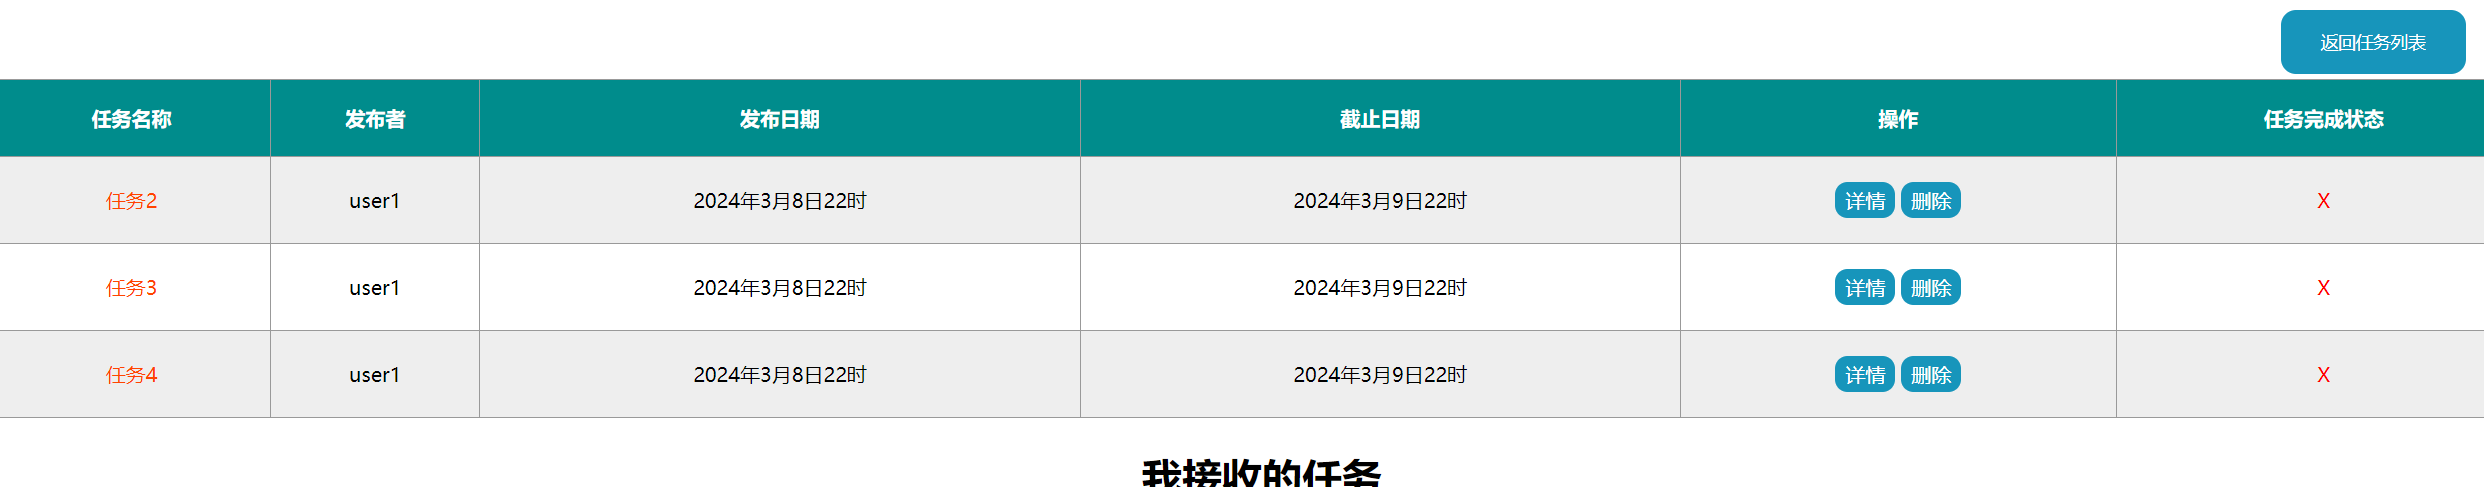 返回任务列表
任务名称 发布者 发布日期 截止日期 操作 任务完成状态
任务2 user1 2024年3月8日22时 2024年3月9日22时 详情 删除 X
任务3 user1 2024年3月8日22时 2024年3月9日22时 详情 删除 X
任务4 user1 2024年3月8日22时 2024年3月9日22时 详情 删除 X
我接收的任务